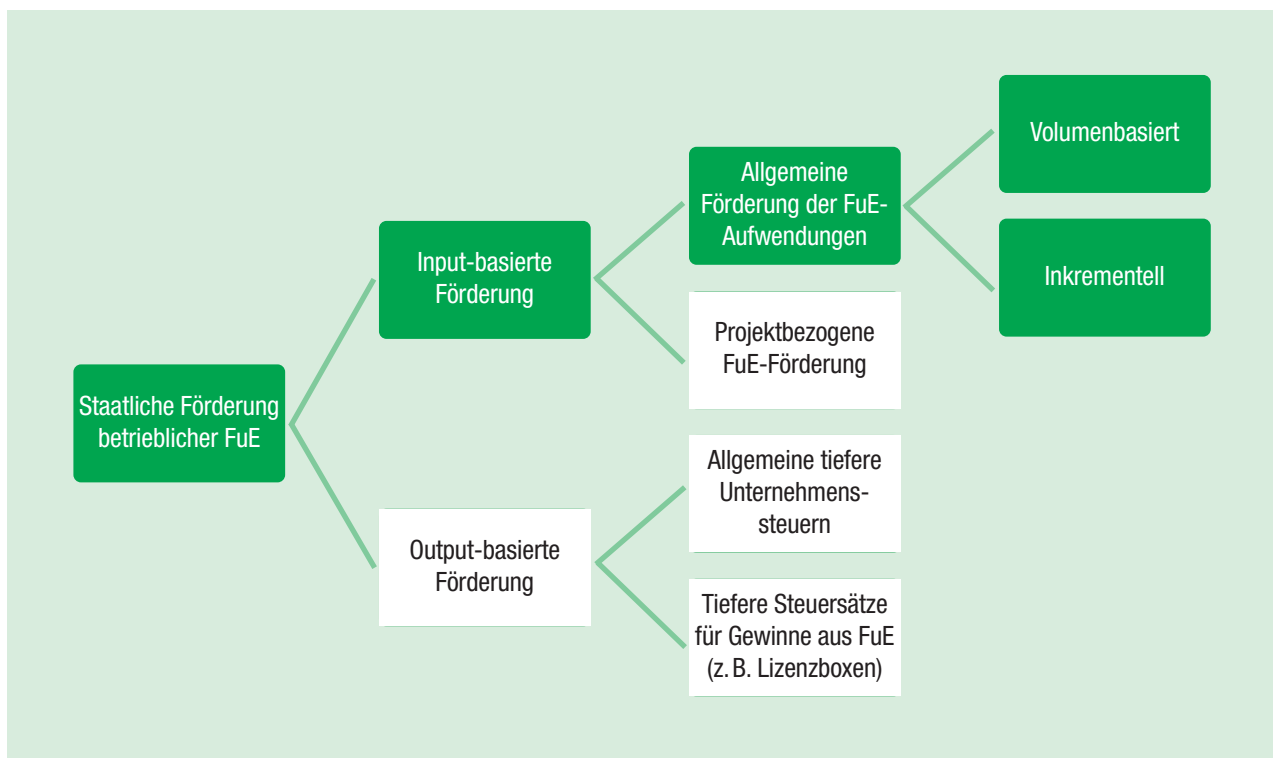 Staatliche Förderung
betrieblicher FuE
Input-basierte
Förderung
Allgemeine
Förderung der FuE-
Aufwendungen
Volumenbasiert
Inkrementell
Projektbezogene
FuE-Förderung
Output-basierte
Förderung
Allgemeine tiefere
Unternehmens-
steuern
Tiefere Steuersätze
für Gewinne aus FuE
(z. B. Lizenzboxen)